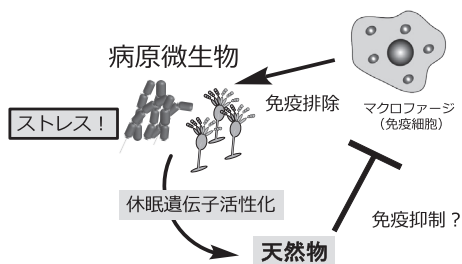 病原微生物
ストレス！
免疫排除
マクロファージ
（免疫細胞）
休眠遺伝子活性化
天然物
免疫抑制？